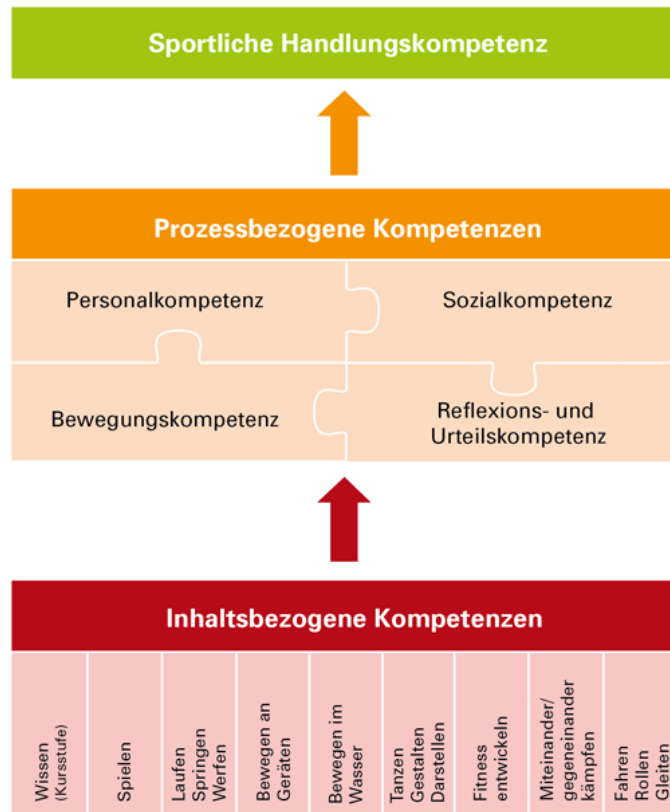 Sportliche Handlungskompetenz
Prozessbezogene Kompetenzen
Personalkompetenz
Sozialkompetenz
Bewegungskompetenz
Reflexions- und
Urteilskompetenz
Inhaltsbezogene Kompetenzen
Wissen
(Kursstufe)
Spielen
Laufen
Springen
Werfen
Bewegen an
Geräten
Bewegen im
Wasser
Tanzen
Gestalten
Darstellen
Fitness
entwickeln
Miteinander/
gegeneinander
kämpfen
Fahren
Rollen
Gleiten